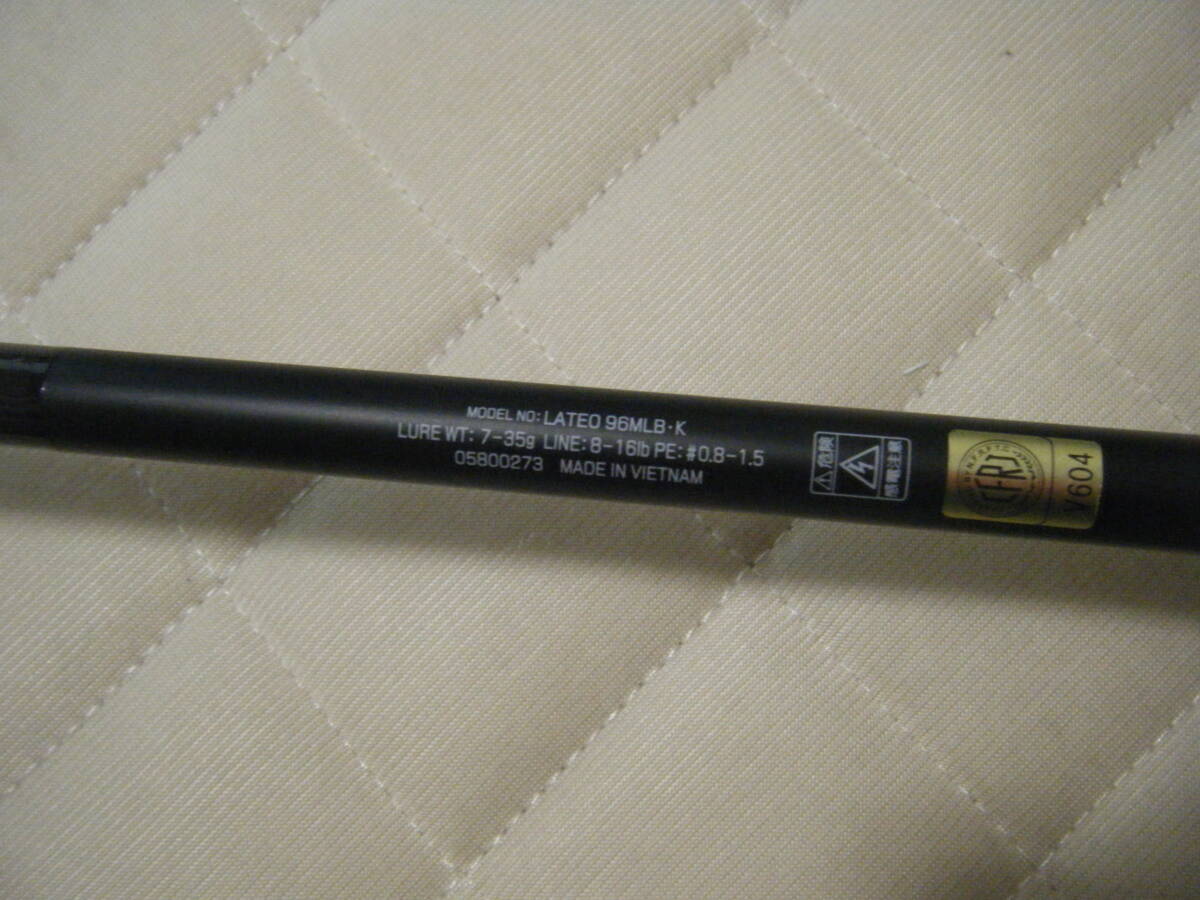 MODEL NO: LATEO 96MLB・K
LURE WT: 7-35g LINE: 8-16lb PE: #0.8-1.5
05800273 MADE IN VIETNAM
危険
感電注意
V604